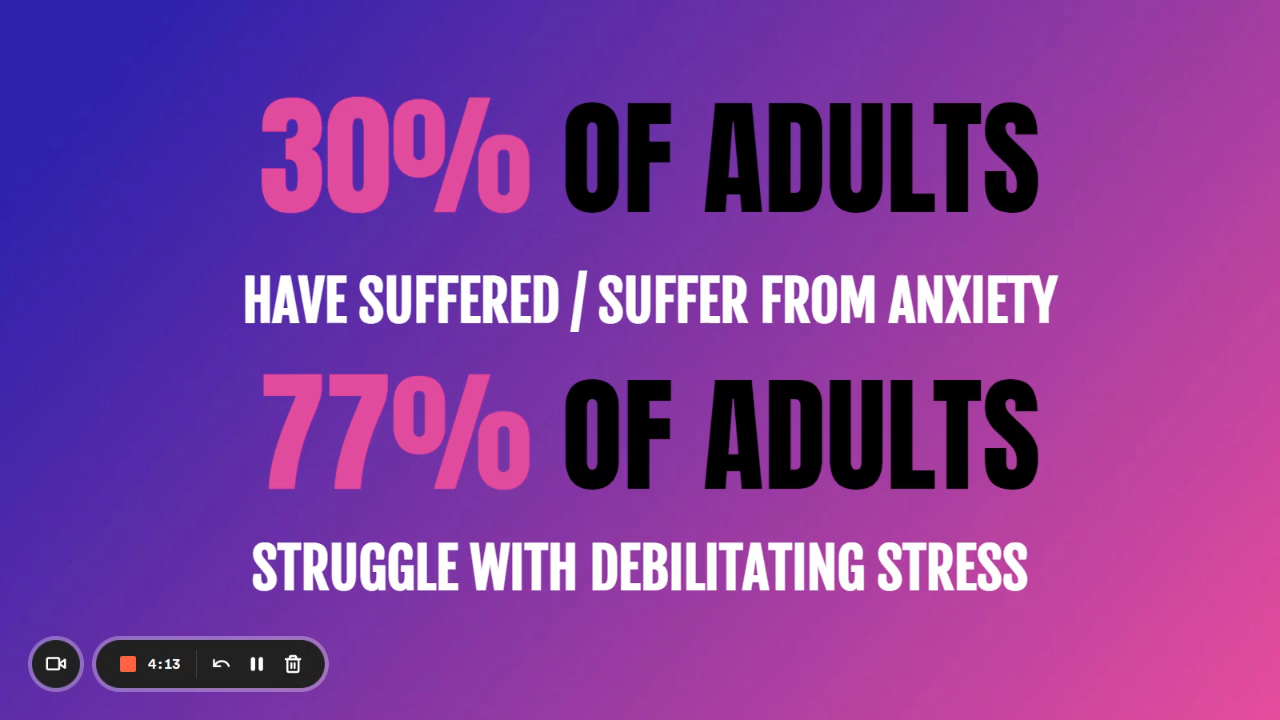 30% OF ADULTS
HAVE SUFFERED / SUFFER FROM ANXIETY
77% OF ADULTS
STRUGGLE WITH DEBILITATING STRESS
4:13